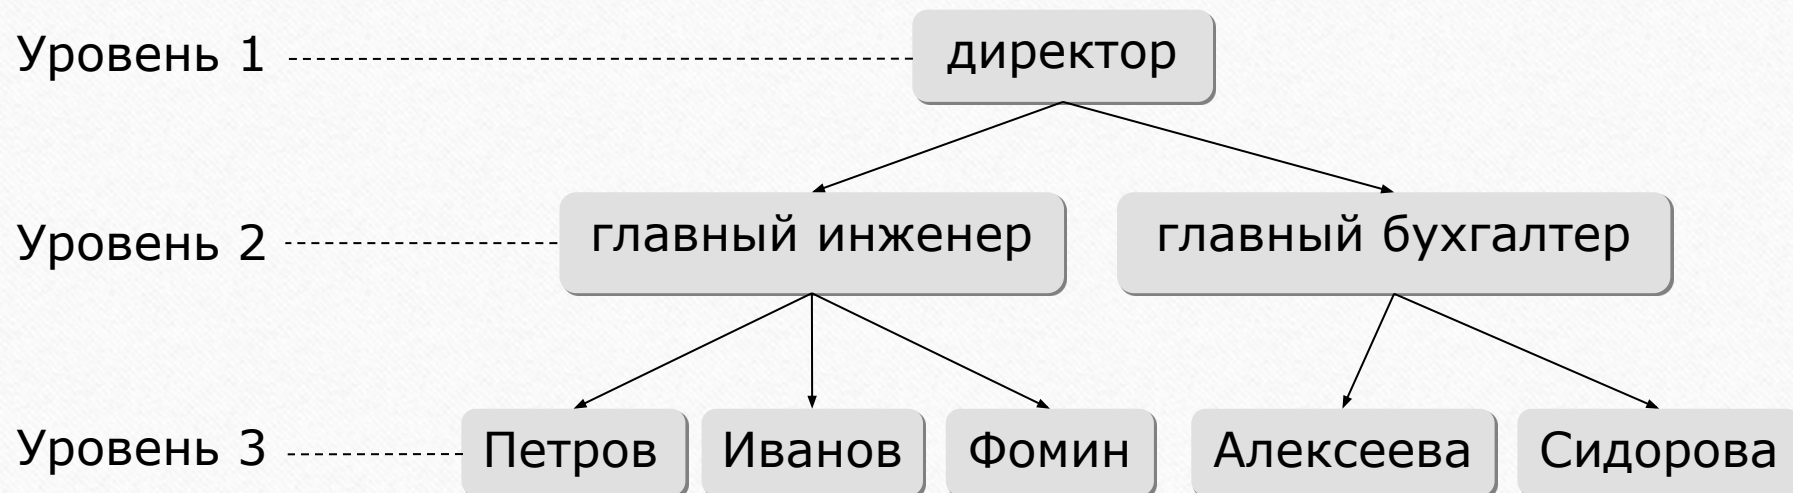 Уровень 1 директор
Уровень 2 главный инженер главный бухгалтер
Уровень 3 Петров Иванов Фомин Алексеева Сидорова